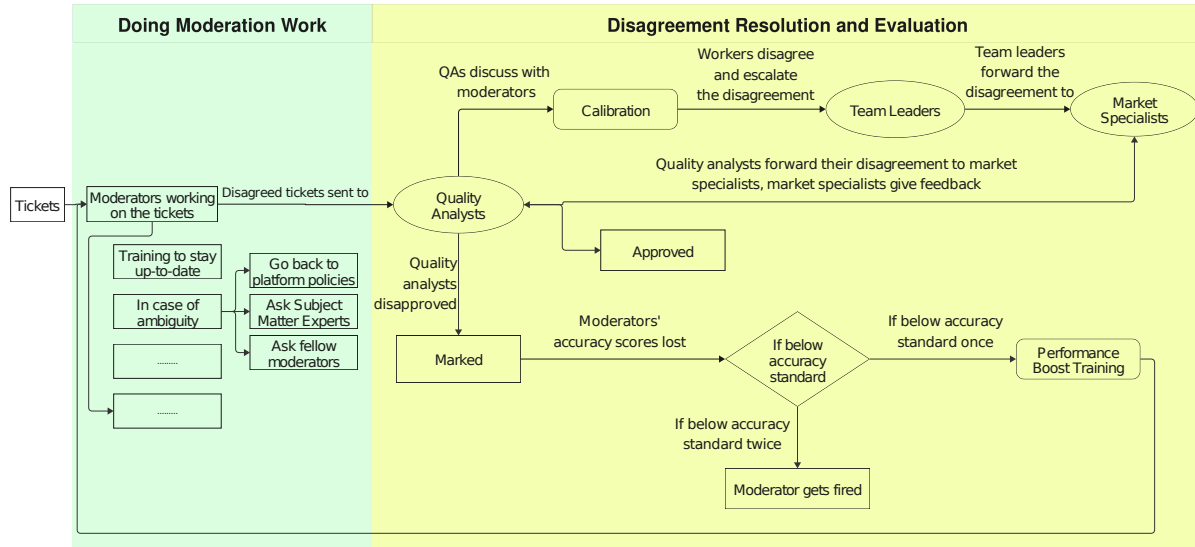 Doing Moderation Work
Disagreement Resolution and Evaluation
QAs discuss with
moderators
Calibration
Workers disagree
and escalate
the disagreement
Team Leaders
Team leaders
forward the
disagreement to
Market
Specialists
Quality analysts forward their disagreement to market
specialists, market specialists give feedback
Tickets
Moderators working
on the tickets
Disagreed tickets sent to
Quality
Analysts
Approved
Training to stay
up-to-date
In case of
ambiguity
Go back to
platform policies
Ask Subject
Matter Experts
Ask fellow
moderators
.........
.........
Quality
analysts
disapproved
Marked
Moderators'
accuracy scores lost
If below
accuracy
standard
If below accuracy
standard once
Performance
Boost Training
If below accuracy
standard twice
Moderator gets fired